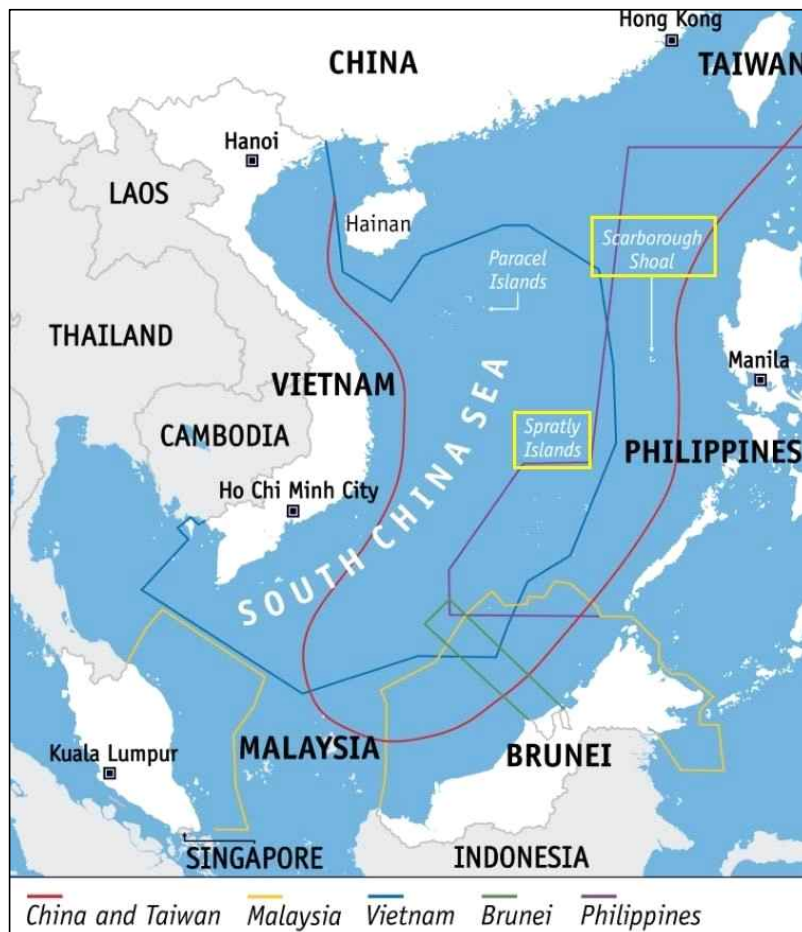 Hong Kong
CHINA
TAIWAN
Hanoi
LAOS
Hainan
Scarborough
Shoal
Paracel
Islands
THAILAND
VIETNAM
Manila
CAMBODIA
Spratly
Islands
PHILIPPINES
Ho Chi Minh City
SOUTH CHINA SEA
MALAYSIA
Kuala Lumpur
BRUNEI
SINGAPORE
INDONESIA
China and Taiwan
Malaysia
Vietnam
Brunei
Philippines